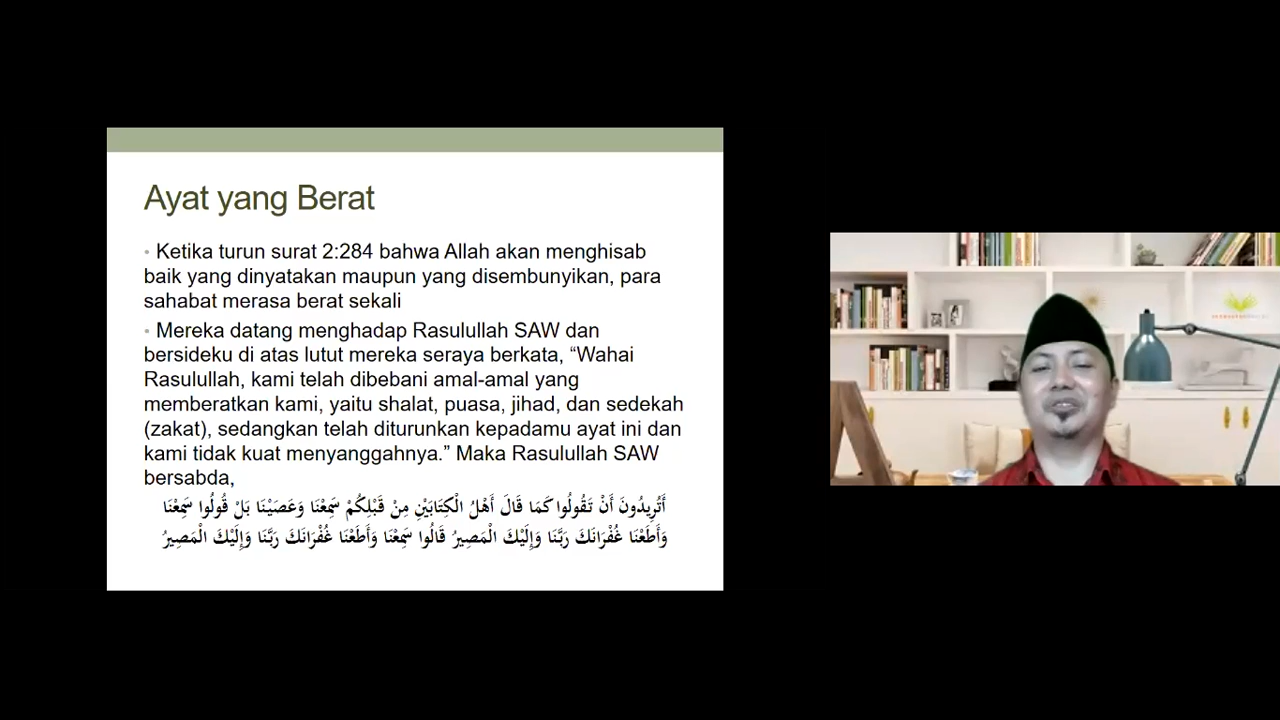 Ayat yang Berat
• Ketika turun surat 2:284 bahwa Allah akan menghisab
baik yang dinyatakan maupun yang disembunyikan, para
sahabat merasa berat sekali
• Mereka datang menghadap Rasulullah SAW dan
bersideku di atas lutut mereka seraya berkata, “Wahai
Rasulullah, kami telah dibebani amal-amal yang
memberatkan kami, yaitu shalat, puasa, jihad, dan sedekah
(zakat), sedangkan telah diturunkan kepadamu ayat ini dan
kami tidak kuat menyanggahnya.” Maka Rasulullah SAW
bersabda,
أَتُرِيدُونَ أَنْ تَقُولُوا كَمَا قَالَ أَهْلُ الْكِتَابَيْنِ مِنْ قَبْلِكُمْ سَمِعْنَا وَعَصَيْنَا بَلْ قُولُوا سَمِعْنَا
وَأَطَعْنَا غُفْرَانَكَ رَبَّنَا وَإِلَيْكَ الْمَصِيرُ قَالُوا سَمِعْنَا وَأَطَعْنَا غُفْرَانَكَ رَبَّنَا وَإِلَيْكَ الْمَصِيرُ